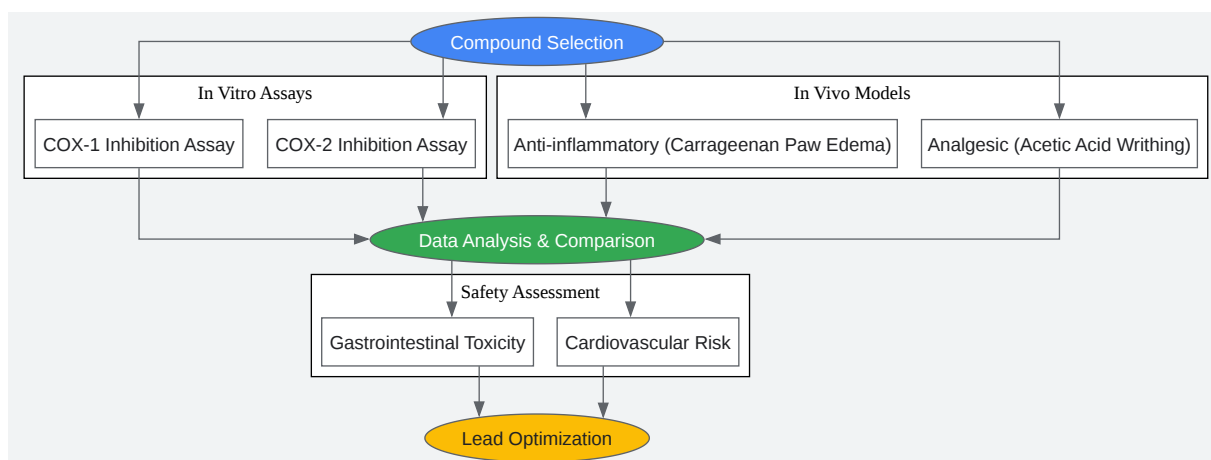 Compound Selection
In Vitro Assays
In Vivo Models
COX-1 Inhibition Assay
COX-2 Inhibition Assay
Anti-inflammatory (Carrageenan Paw Edema)
Analgesic (Acetic Acid Writhing)
Data Analysis & Comparison
Safety Assessment
Gastrointestinal Toxicity
Cardiovascular Risk
Lead Optimization